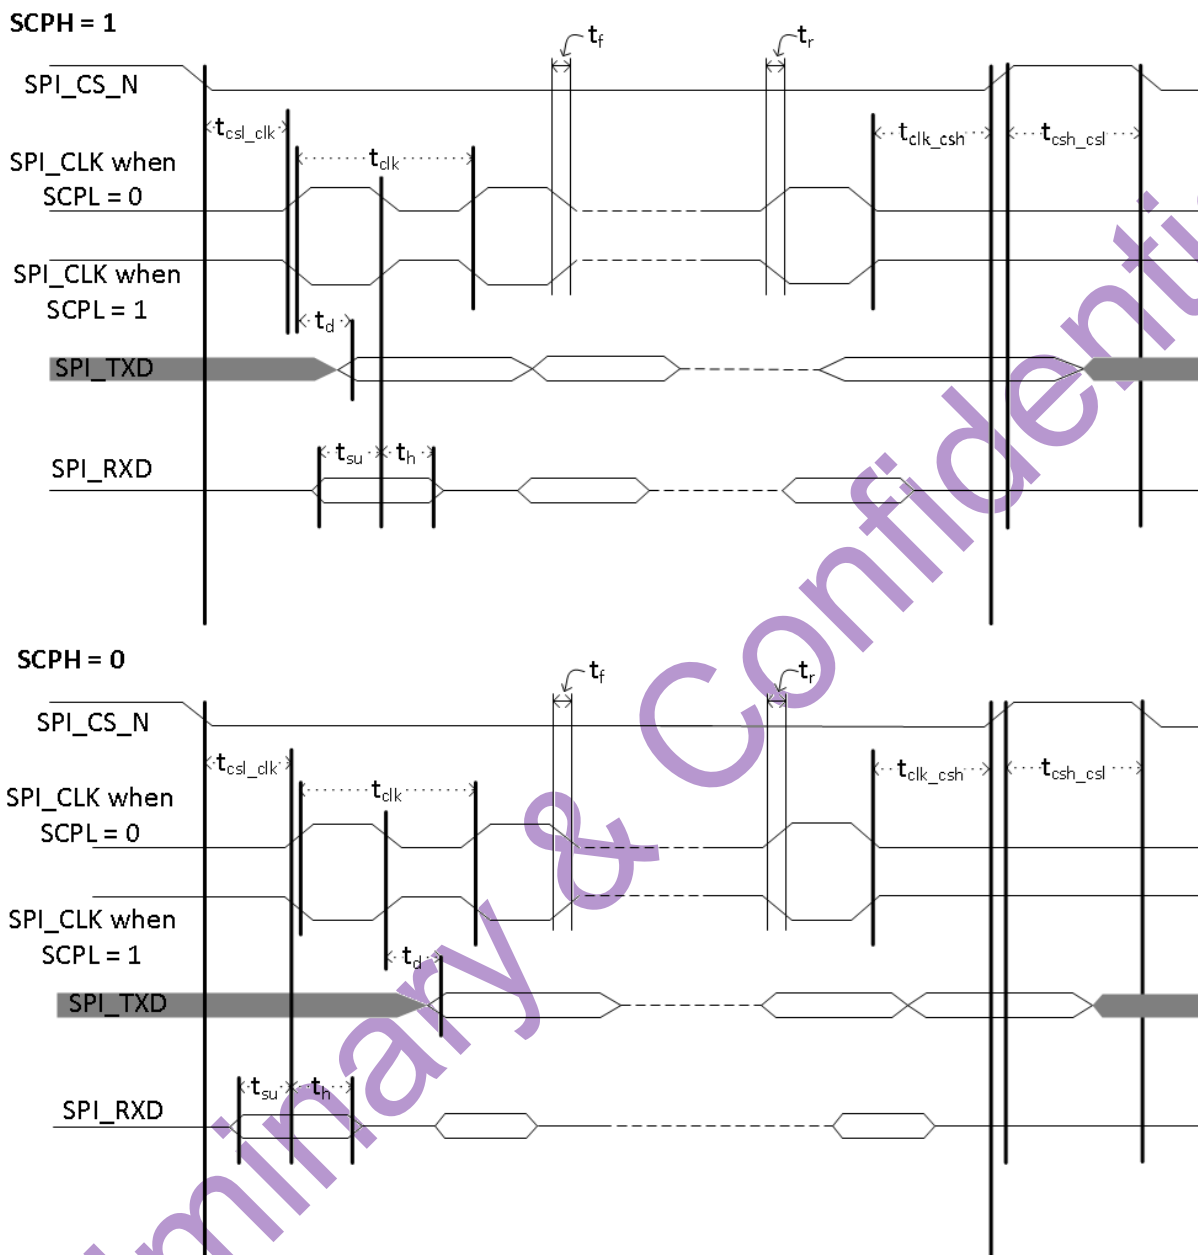 SCPH = 1
t_f
t_r
SPI_CS_N
t_csl_clk
t_clk_csh
t_csh_csl
SPI_CLK when
SCPL = 0
t_clk
SPI_CLK when
SCPL = 1
t_d
SPI_TXD
t_su
t_h
SPI_RXD
SCPH = 0
t_f
t_r
SPI_CS_N
t_csl_clk
t_clk_csh
t_csh_csl
SPI_CLK when
SCPL = 0
t_clk
SPI_CLK when
SCPL = 1
t_d
SPI_TXD
t_su
t_h
SPI_RXD
minary & Confidenti